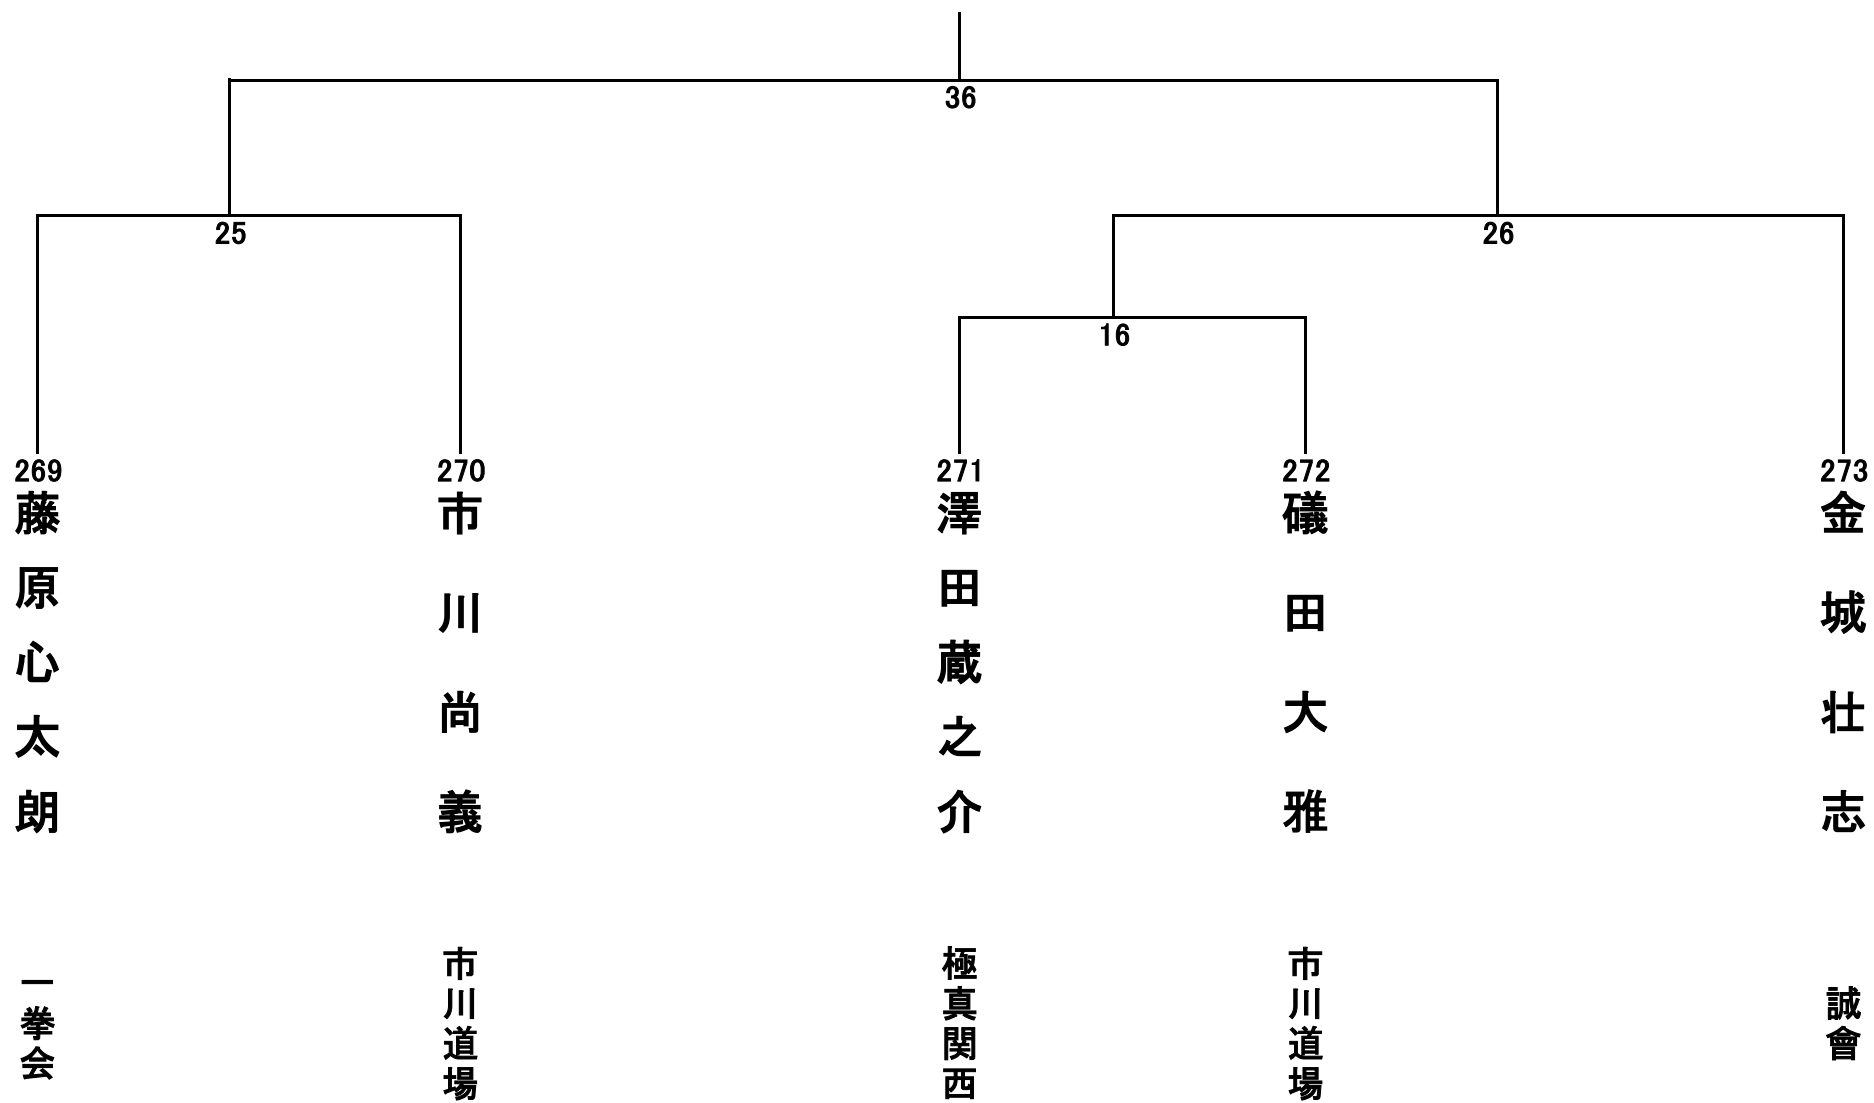 36
25
26
16
269
藤原心太朗
一拳会
270
市川尚義
市川道場
271
澤田蔵之介
極真関西
272
礒田大雅
市川道場
273
金城壮志
誠會